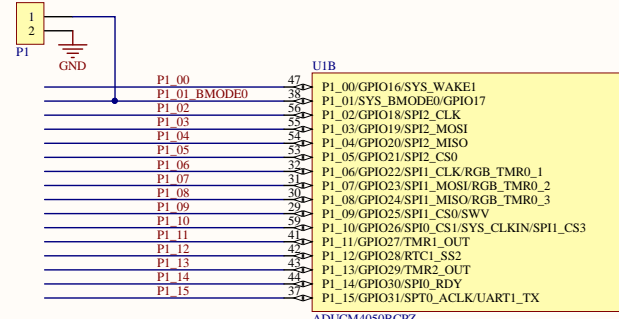 1
2
P1
GND
U1B
P1_00 47 P1_00/GPIO16/SYS_WAKE1
P1_01_BMODE0 38 P1_01/SYS_BMODE0/GPIO17
P1_02 56 P1_02/GPIO18/SPI2_CLK
P1_03 55 P1_03/GPIO19/SPI2_MOSI
P1_04 54 P1_04/GPIO20/SPI2_MISO
P1_05 53 P1_05/GPIO21/SPI2_CS0
P1_06 32 P1_06/GPIO22/SPI1_CLK/RGB_TMR0_1
P1_07 31 P1_07/GPIO23/SPI1_MOSI/RGB_TMR0_2
P1_08 30 P1_08/GPIO24/SPI1_MISO/RGB_TMR0_3
P1_09 29 P1_09/GPIO25/SPI1_CS0/SWV
P1_10 59 P1_10/GPIO26/SPI0_CS1/SYS_CLKIN/SPI1_CS3
P1_11 41 P1_11/GPIO27/TMR1_OUT
P1_12 42 P1_12/GPIO28/RTC1_SS2
P1_13 43 P1_13/GPIO29/TMR2_OUT
P1_14 44 P1_14/GPIO30/SPI0_RDY
P1_15 37 P1_15/GPIO31/SPT0_ACLK/UART1_TX
ADUCM4050BCPZ